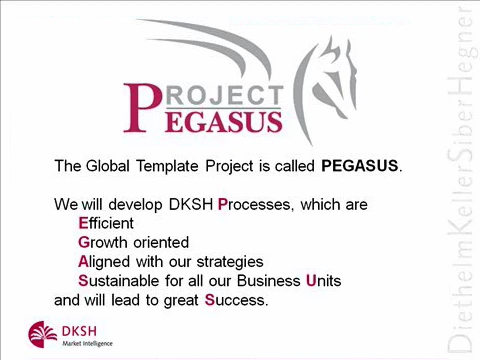 PROJECT
PEGASUS
The Global Template Project is called PEGASUS.
We will develop DKSH Processes, which are
Efficient
Growth oriented
Aligned with our strategies
Sustainable for all our Business Units
and will lead to great Success.
DKSH
Market Intelligence
DiethelmKellerSiberHegner